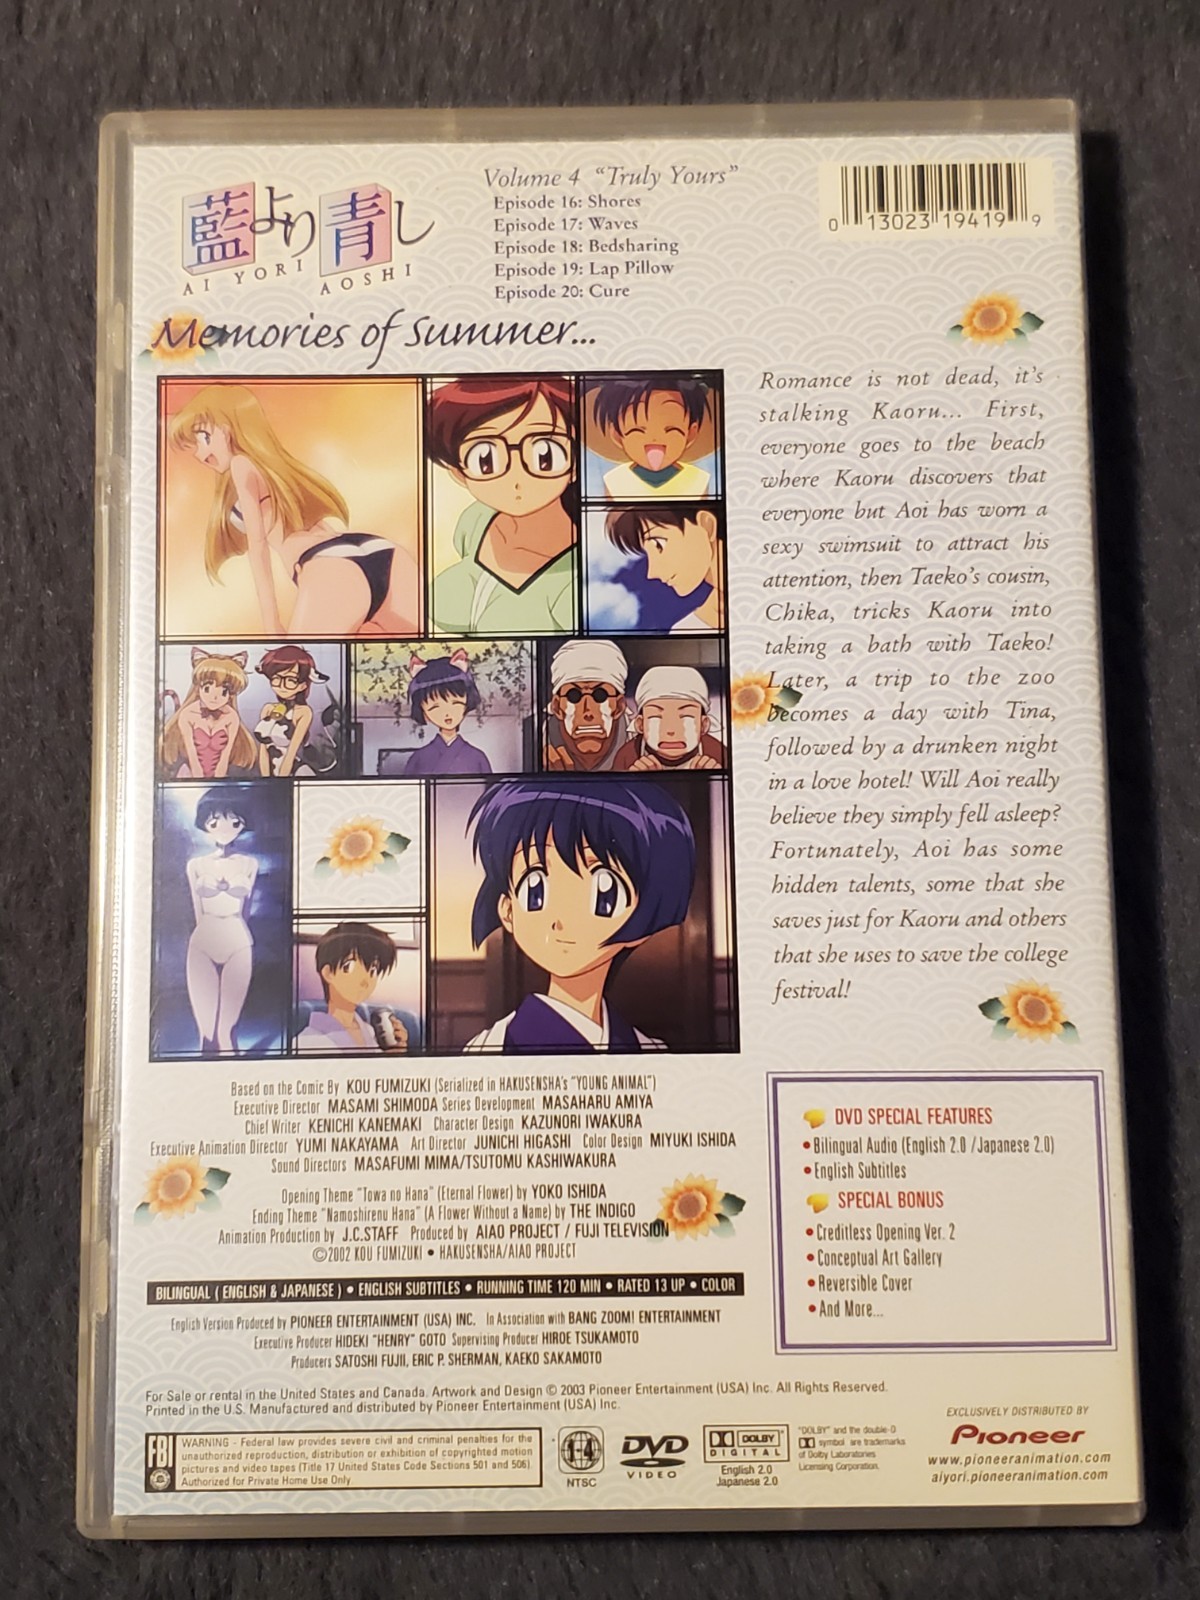 藍より青し
AI YORI AOSHI
Volume 4 "Truly Yours"
Episode 16: Shores
Episode 17: Waves
Episode 18: Bedsharing
Episode 19: Lap Pillow
Episode 20: Cure
0 13023 19419 9
Memories of Summer...
Romance is not dead, it's
stalking Kaoru... First,
everyone goes to the beach
where Kaoru discovers that
everyone but Aoi has worn a
sexy swimsuit to attract his
attention, then Taeko's cousin,
Chika, tricks Kaoru into
taking a bath with Taeko!
Later, a trip to the zoo
becomes a day with Tina,
followed by a drunken night
in a love hotel! Will Aoi really
believe they simply fell asleep?
Fortunately, Aoi has some
hidden talents, some that she
saves just for Kaoru and others
that she uses to save the college
festival!
Based on the Comic By KOU FUMIZUKI (Serialized in HAKUSENSHA's "YOUNG ANIMAL")
Executive Director MASAMI SHIMODA Series Development MASAHARU AMIYA
Chief Writer KENICHI KANEMAKI Character Design KAZUNORI IWAKURA
Executive Animation Director YUMI NAKAYAMA Art Director JUNICHI HIGASHI Color Design MIYUKI ISHIDA
Sound Directors MASAFUMI MIMA/TSUTOMU KASHIWAKURA
Opening Theme "Towa no Hana" (Eternal Flower) by YOKO ISHIDA
Ending Theme "Namoshirenu Hana" (A Flower Without a Name) by THE INDIGO
Animation Production by J.C.STAFF Produced by AIAO PROJECT / FUJI TELEVISION
©2002 KOU FUMIZUKI • HAKUSENSHA/AIAO PROJECT
DVD SPECIAL FEATURES
• Bilingual Audio (English 2.0 /Japanese 2.0)
• English Subtitles
SPECIAL BONUS
• Creditless Opening Ver. 2
• Conceptual Art Gallery
• Reversible Cover
• And More...
BILINGUAL ( ENGLISH & JAPANESE ) • ENGLISH SUBTITLES • RUNNING TIME 120 MIN • RATED 13 UP • COLOR
English Version Produced by PIONEER ENTERTAINMENT (USA) INC. In Association with BANG ZOOM! ENTERTAINMENT
Executive Producer HIDEKI "HENRY" GOTO Supervising Producer HIROE TSUKAMOTO
Producers SATOSHI FUJII, ERIC P. SHERMAN, KAEKO SAKAMOTO
For Sale or rental in the United States and Canada. Artwork and Design © 2003 Pioneer Entertainment (USA) Inc. All Rights Reserved.
Printed in the U.S. Manufactured and distributed by Pioneer Entertainment (USA) Inc.
FBI
WARNING - Federal law provides severe civil and criminal penalties for the
unauthorized reproduction, distribution or exhibition of copyrighted motion
pictures and video tapes (Title 17 United States Code Sections 501 and 506)
Authorized for Private Home Use Only
1-4
NTSC
DVD
VIDEO
DOLBY
DIGITAL
English 2.0
Japanese 2.0
"DOLBY" and the double-D
symbol are trademarks
of Dolby Laboratories
Licensing Corporation.
EXCLUSIVELY DISTRIBUTED BY
Pioneer
www.pioneeranimation.com
aiyori.pioneeranimation.com